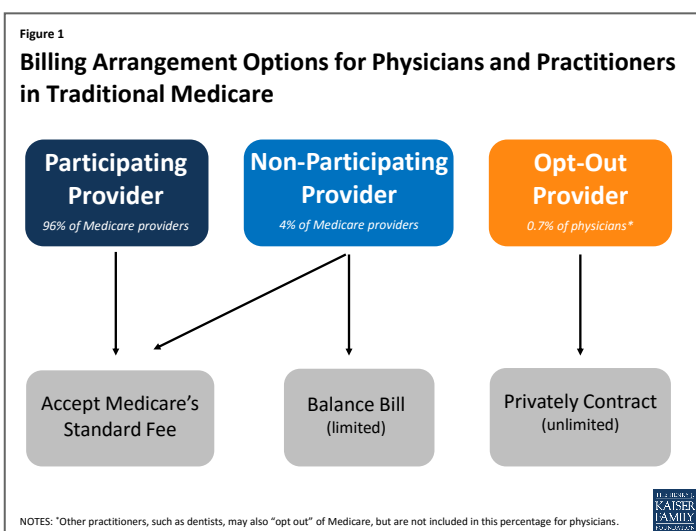 Figure 1
Billing Arrangement Options for Physicians and Practitioners
in Traditional Medicare
Participating
Provider
96% of Medicare providers
Non-Participating
Provider
4% of Medicare providers
Opt-Out
Provider
0.7% of physicians*
Accept Medicare’s
Standard Fee
Balance Bill
(limited)
Privately Contract
(unlimited)
NOTES: *Other practitioners, such as dentists, may also “opt out” of Medicare, but are not included in this percentage for physicians.
THE HENRY J.
KAISER
FAMILY
FOUNDATION